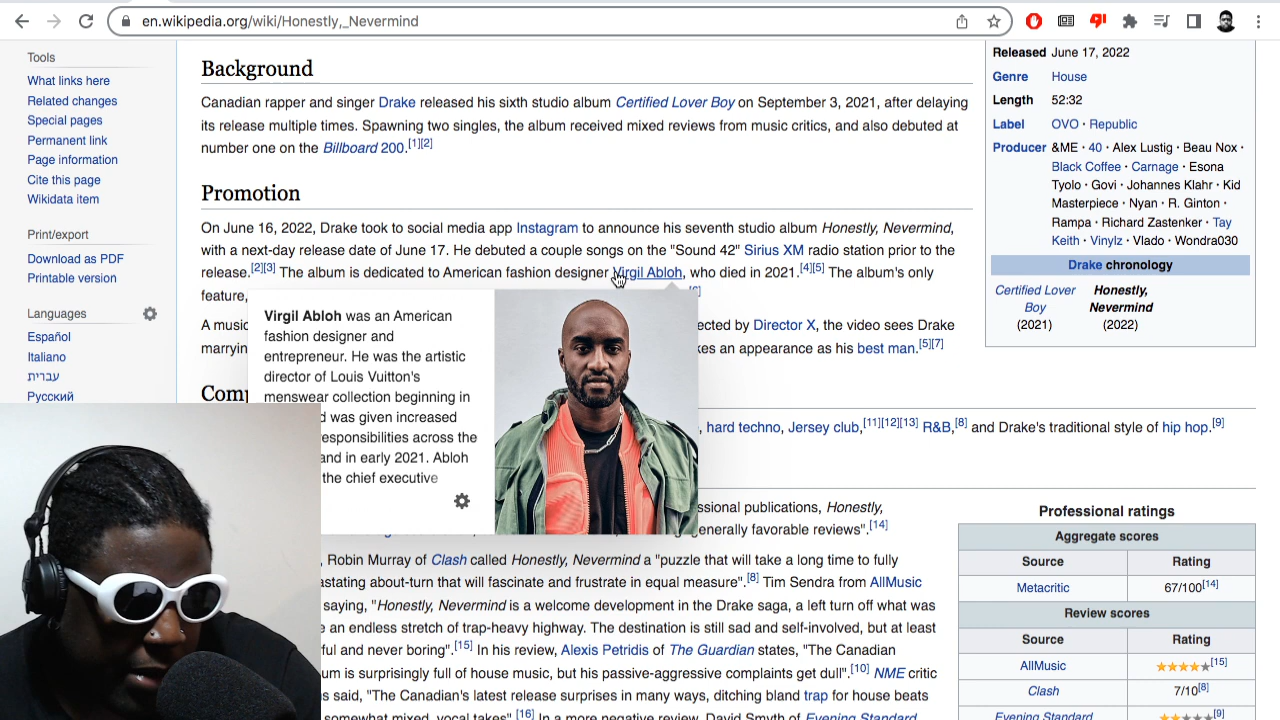 en.wikipedia.org/wiki/Honestly,_Nevermind
Tools
What links here
Related changes
Special pages
Permanent link
Page information
Cite this page
Wikidata item
Print/export
Download as PDF
Printable version
Languages
Español
Italiano
עברית
Русский
Background
Canadian rapper and singer Drake released his sixth studio album Certified Lover Boy on September 3, 2021, after delaying
its release multiple times. Spawning two singles, the album received mixed reviews from music critics, and also debuted at
number one on the Billboard 200.[1][2]
Promotion
On June 16, 2022, Drake took to social media app Instagram to announce his seventh studio album Honestly, Nevermind,
with a next-day release date of June 17. He debuted a couple songs on the "Sound 42" Sirius XM radio station prior to the
release.[2][3] The album is dedicated to American fashion designer Virgil Abloh, who died in 2021.[4][5] The album's only
feature,
Virgil Abloh was an American
fashion designer and
entrepreneur. He was the artistic
director of Louis Vuitton's
menswear collection beginning in
d was given increased
esponsibilities across the
and in early 2021. Abloh
the chief executive
A music
ected by Director X, the video sees Drake
marryin
kes an appearance as his best man.[5][7]
Comp
, hard techno, Jersey club,[11][12][13] R&B,[8] and Drake's traditional style of hip hop.[9]
ssional publications, Honestly,
generally favorable reviews".[14]
, Robin Murray of Clash called Honestly, Nevermind a "puzzle that will take a long time to fully
astating about-turn that will fascinate and frustrate in equal measure".[8] Tim Sendra from AllMusic
saying, "Honestly, Nevermind is a welcome development in the Drake saga, a left turn off what was
e an endless stretch of trap-heavy highway. The destination is still sad and self-involved, but at least
ful and never boring".[15] In his review, Alexis Petridis of The Guardian states, "The Canadian
um is surprisingly full of house music, but his passive-aggressive complaints get dull".[10] NME critic
s said, "The Canadian's latest release surprises in many ways, ditching bland trap for house beats
somewhat mixed, vocal takes".[16] In a more negative review, David Smyth of Evening Standard
Released June 17, 2022
Genre House
Length 52:32
Label OVO · Republic
Producer &ME · 40 · Alex Lustig · Beau Nox ·
Black Coffee · Carnage · Esona
Tyolo · Govi · Johannes Klahr · Kid
Masterpiece · Nyan · R. Ginton ·
Rampa · Richard Zastenker · Tay
Keith · Vinylz · Vlado · Wondra030
Drake chronology
Certified Lover Boy (2021)
Honestly, Nevermind (2022)
Professional ratings
Aggregate scores
Source Rating
Metacritic 67/100[14]
Review scores
Source Rating
AllMusic [15]
Clash 7/10[8]
Evening Standard [9]